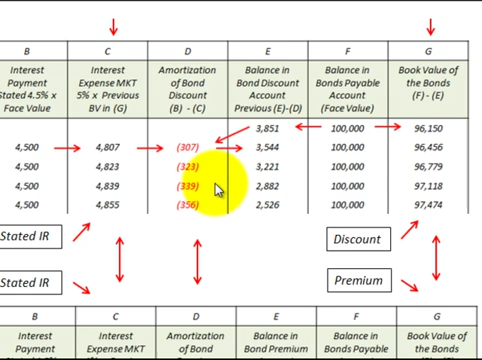 B C D E F G
Interest Interest Amortization Balance in Balance in Book Value of
Payment Expense MKT of Bond Bond Discount Bonds Payable the Bonds
Stated 4.5% x 5% x Previous Discount Account Account (F) - (E)
Face Value BV in (G) (B) - (C) Previous (E)-(D) (Face Value)
3,851 100,000 96,150
4,500 4,807 (307) 3,544 100,000 96,456
4,500 4,823 (323) 3,221 100,000 96,779
4,500 4,839 (339) 2,882 100,000 97,118
4,500 4,855 (356) 2,526 100,000 97,474
Stated IR Discount
Stated IR Premium
B C D E F G
Interest Interest Amortization Balance in Balance in Book Value of
Payment Expense MKT of Bond Bond Premium Bonds Payable the Bonds